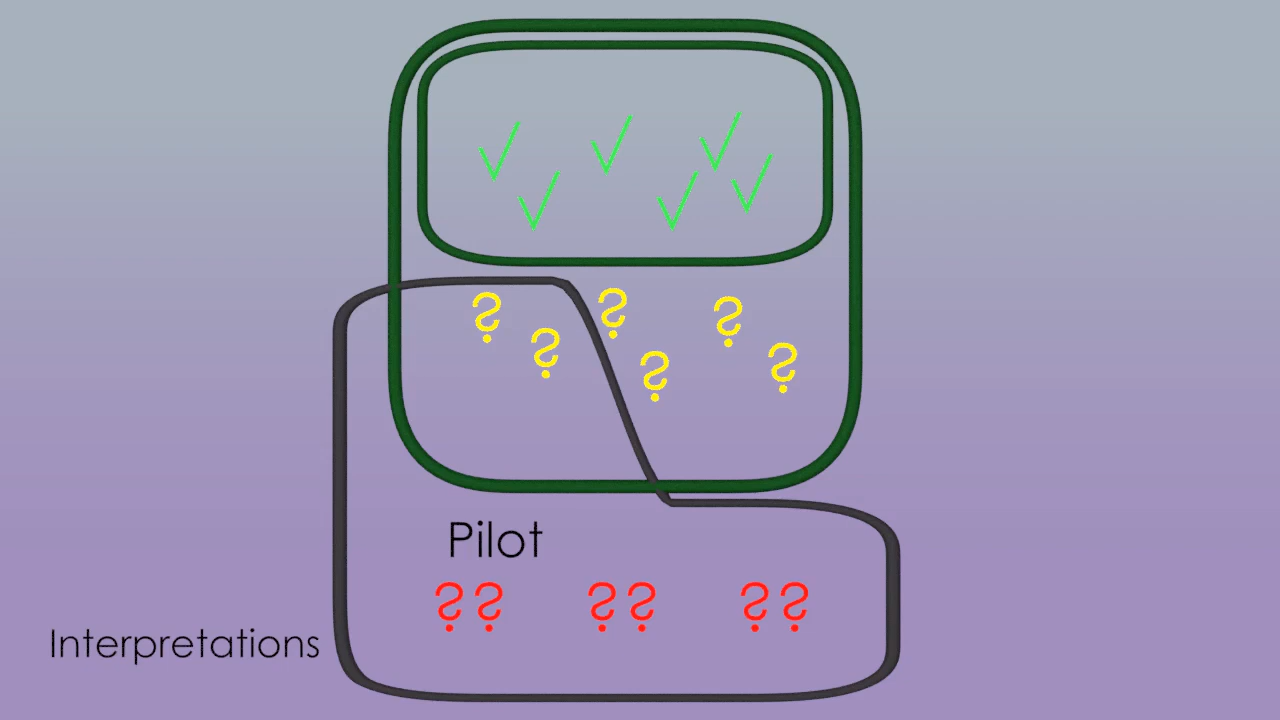 √ √ √
√ √ √
? ? ?
? ? ?
Pilot
?? ?? ??
Interpretations